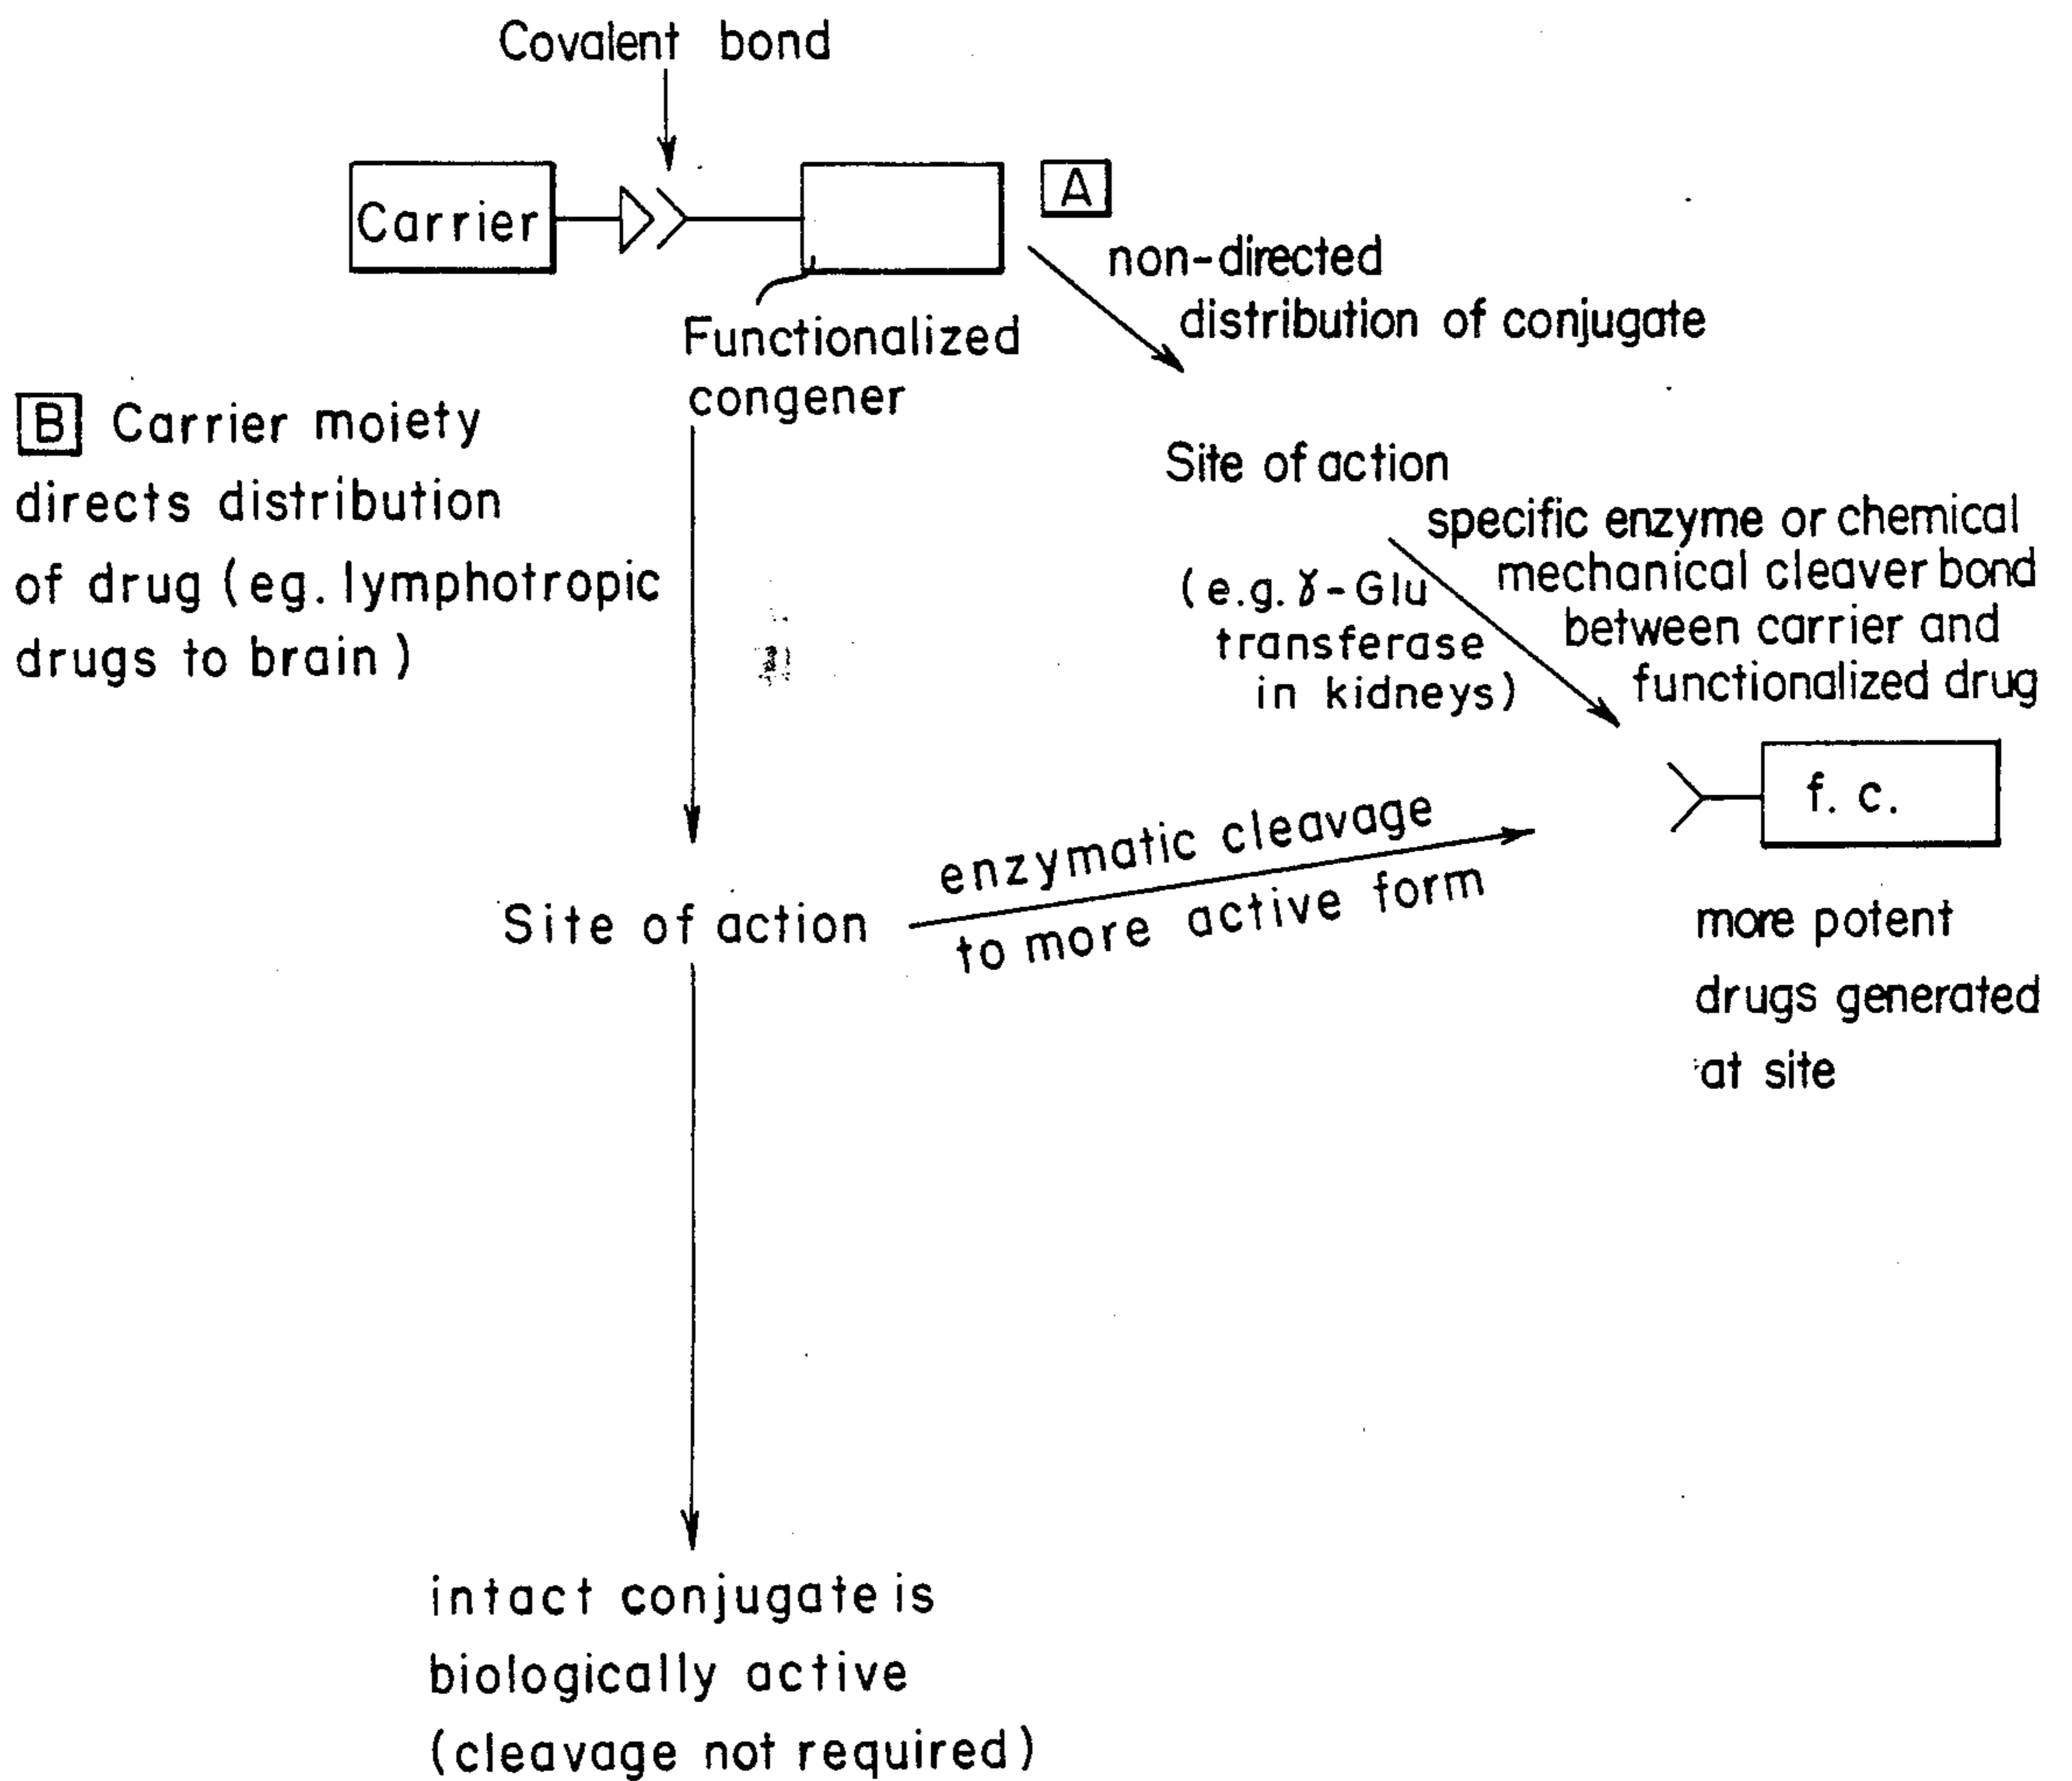 Covalent bond
Carrier
A
non-directed
distribution of conjugate
Functionalized
congener
B Carrier moiety
directs distribution
of drug (eg. lymphotropic
drugs to brain)
Site of action
specific enzyme or chemical
mechanical cleaver bond
between carrier and
functionalized drug
(e.g. γ-Glu
transferase
in kidneys)
f. c.
more potent
drugs generated
at site
Site of action
enzymatic cleavage
to more active form
intact conjugate is
biologically active
(cleavage not required)